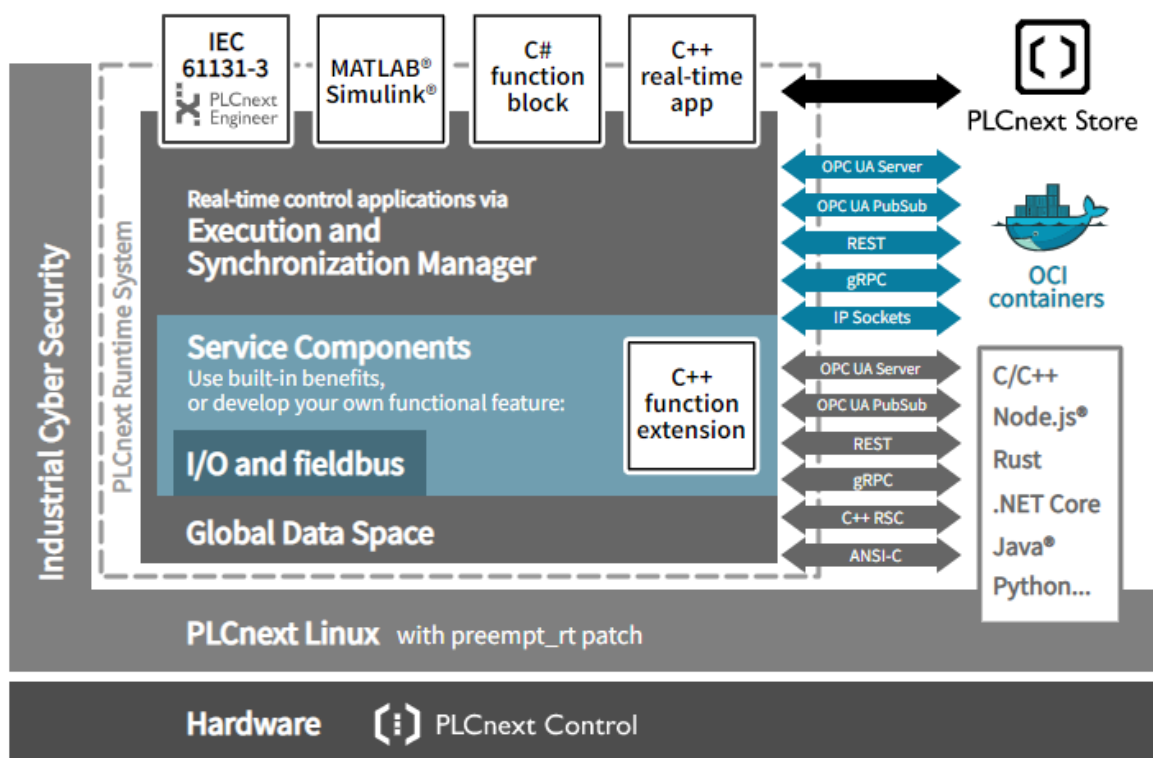 IEC
61131-3
PLCnext
Engineer
MATLAB®
Simulink®
C#
function
block
C++
real-time
app
PLCnext Store
Industrial Cyber Security
PLCnext Runtime System
Real-time control applications via
Execution and
Synchronization Manager
OPC UA Server
OPC UA PubSub
REST
gRPC
IP Sockets
OCI
containers
Service Components
Use built-in benefits,
or develop your own functional feature:
I/O and fieldbus
C++
function
extension
Global Data Space
OPC UA Server
OPC UA PubSub
REST
gRPC
C++ RSC
ANSI-C
C/C++
Node.js®
Rust
.NET Core
Java®
Python...
PLCnext Linux with preempt_rt patch
Hardware PLCnext Control